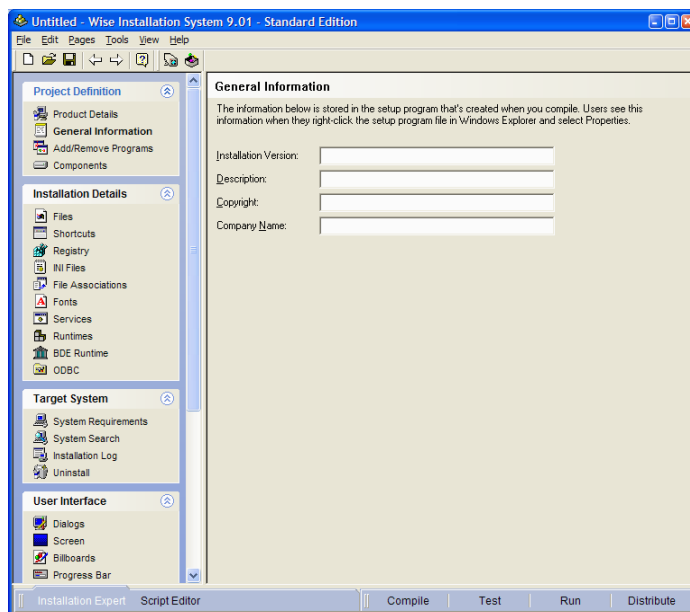 Untitled - Wise Installation System 9.01 - Standard Edition
File Edit Pages Tools View Help
Project Definition
Product Details
General Information
Add/Remove Programs
Components
Installation Details
Files
Shortcuts
Registry
INI Files
File Associations
Fonts
Services
Runtimes
BDE Runtime
ODBC
Target System
System Requirements
System Search
Installation Log
Uninstall
User Interface
Dialogs
Screen
Billboards
Progress Bar
General Information
The information below is stored in the setup program that's created when you compile. Users see this
information when they right-click the setup program file in Windows Explorer and select Properties.
Installation Version:
Description:
Copyright:
Company Name:
Installation Expert Script Editor Compile Test Run Distribute